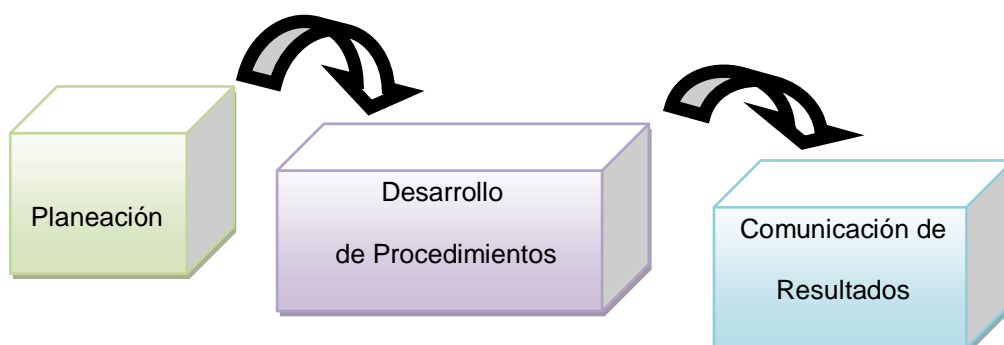 Planeación
Desarrollo
de Procedimientos
Comunicación de
Resultados